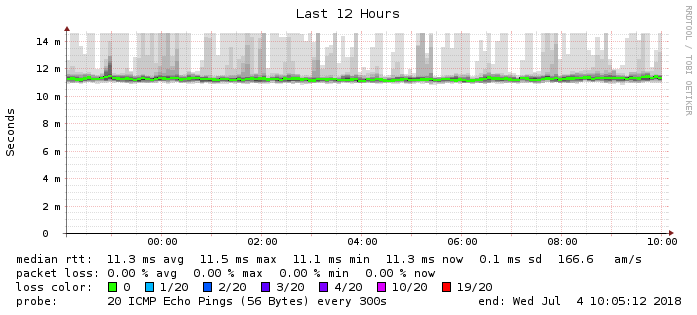 Last 12 Hours
RRDTOOL / TOBI OETIKER
Seconds
14 m
12 m
10 m
8 m
6 m
4 m
2 m
0
00:00 02:00 04:00 06:00 08:00 10:00
median rtt: 11.3 ms avg 11.5 ms max 11.1 ms min 11.3 ms now 0.1 ms sd 166.6 am/s
packet loss: 0.00 % avg 0.00 % max 0.00 % min 0.00 % now
loss color: 0 1/20 2/20 3/20 4/20 10/20 19/20
probe: 20 ICMP Echo Pings (56 Bytes) every 300s end: Wed Jul 4 10:05:12 2018